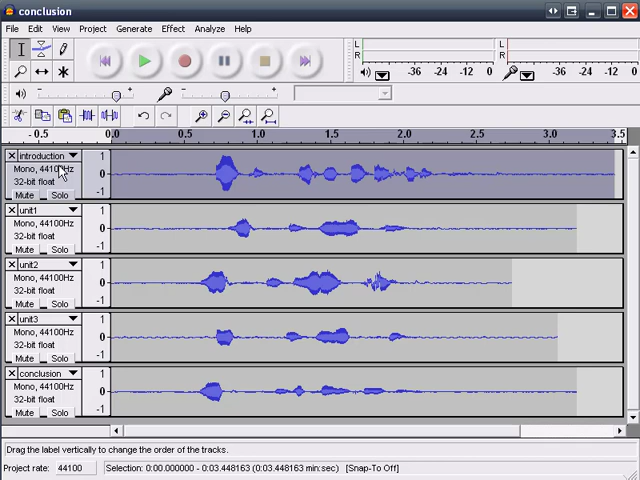 conclusion
File Edit View Project Generate Effect Analyze Help
L
R
-36 -24 -12 0
L
R
-36 -24 -12 0
- +
- +
-0.5 0.0 0.5 1.0 1.5 2.0 2.5 3.0 3.5
introduction
Mono, 44100Hz
32-bit float
Mute Solo
1
0
-1
unit1
Mono, 44100Hz
32-bit float
Mute Solo
1
0
-1
unit2
Mono, 44100Hz
32-bit float
Mute Solo
1
0
-1
unit3
Mono, 44100Hz
32-bit float
Mute Solo
1
0
-1
conclusion
Mono, 44100Hz
32-bit float
Mute Solo
1
0
-1
Drag the label vertically to change the order of the tracks.
Project rate: 44100 Selection: 0:00.000000 - 0:03.448163 (0:03.448163 min:sec) [Snap-To Off]